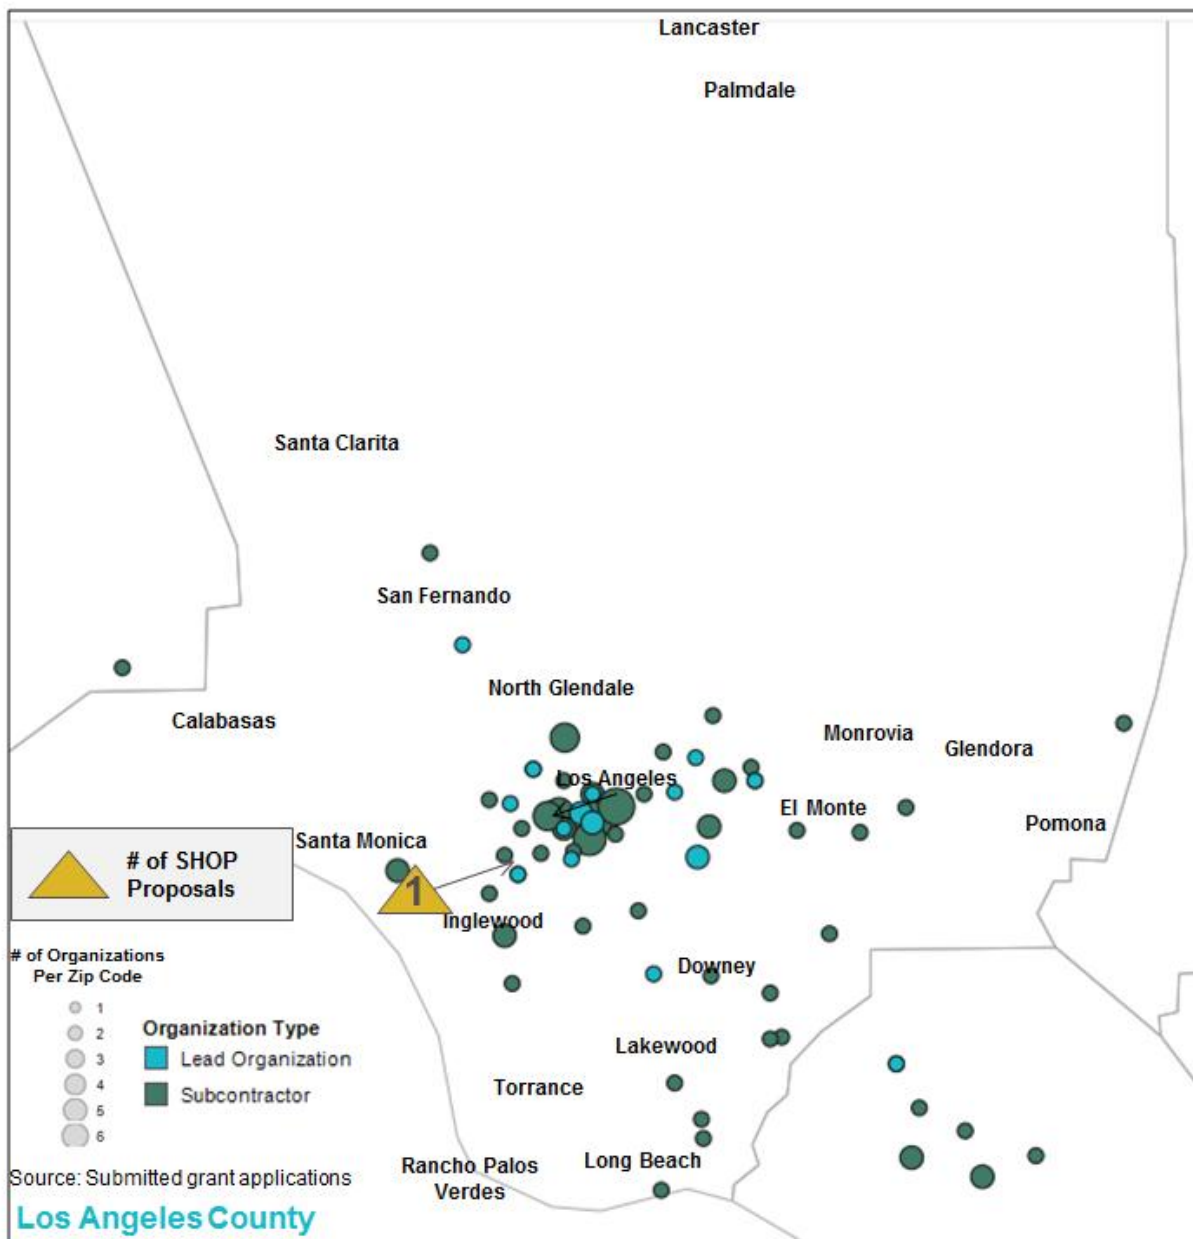 Lancaster
Palmdale
Santa Clarita
San Fernando
North Glendale
Calabasas
Monrovia
Glendora
Los Angeles
El Monte
Pomona
Santa Monica
# of SHOP
Proposals
1
Inglewood
Downey
# of Organizations
Per Zip Code
1
2
3
4
5
6
Organization Type
Lead Organization
Subcontractor
Lakewood
Torrance
Long Beach
Rancho Palos
Verdes
Source: Submitted grant applications
Los Angeles County